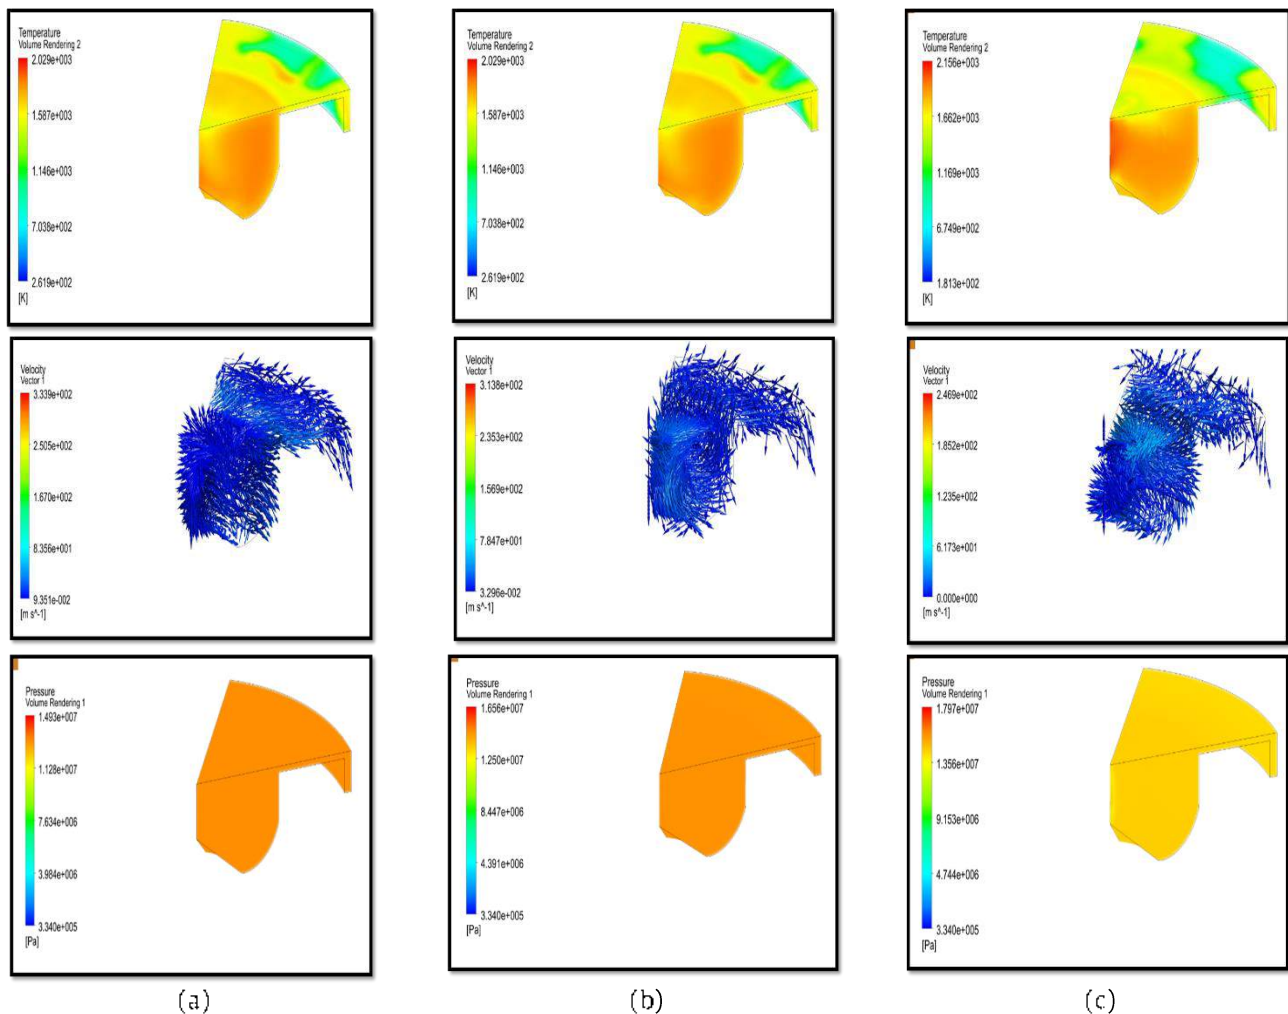 Temperature
Volume Rendering 2
2.029e+003
1.587e+003
1.146e+003
7.038e+002
2.619e+002
[K]
Temperature
Volume Rendering 2
2.029e+003
1.587e+003
1.146e+003
7.038e+002
2.619e+002
[K]
Temperature
Volume Rendering 2
2.156e+003
1.662e+003
1.169e+003
6.749e+002
1.813e+002
[K]
Velocity
Vector 1
3.339e+002
2.505e+002
1.670e+002
8.356e+001
9.351e-002
[m s^-1]
Velocity
Vector 1
3.138e+002
2.353e+002
1.569e+002
7.847e+001
3.296e-002
[m s^-1]
Velocity
Vector 1
2.469e+002
1.852e+002
1.235e+002
6.173e+001
0.000e+000
[m s^-1]
Pressure
Volume Rendering 1
1.493e+007
1.128e+007
7.634e+006
3.984e+006
3.340e+005
[Pa]
Pressure
Volume Rendering 1
1.656e+007
1.250e+007
8.447e+006
4.391e+006
3.340e+005
[Pa]
Pressure
Volume Rendering 1
1.797e+007
1.356e+007
9.153e+006
4.744e+006
3.340e+005
[Pa]
(a)
(b)
(c)